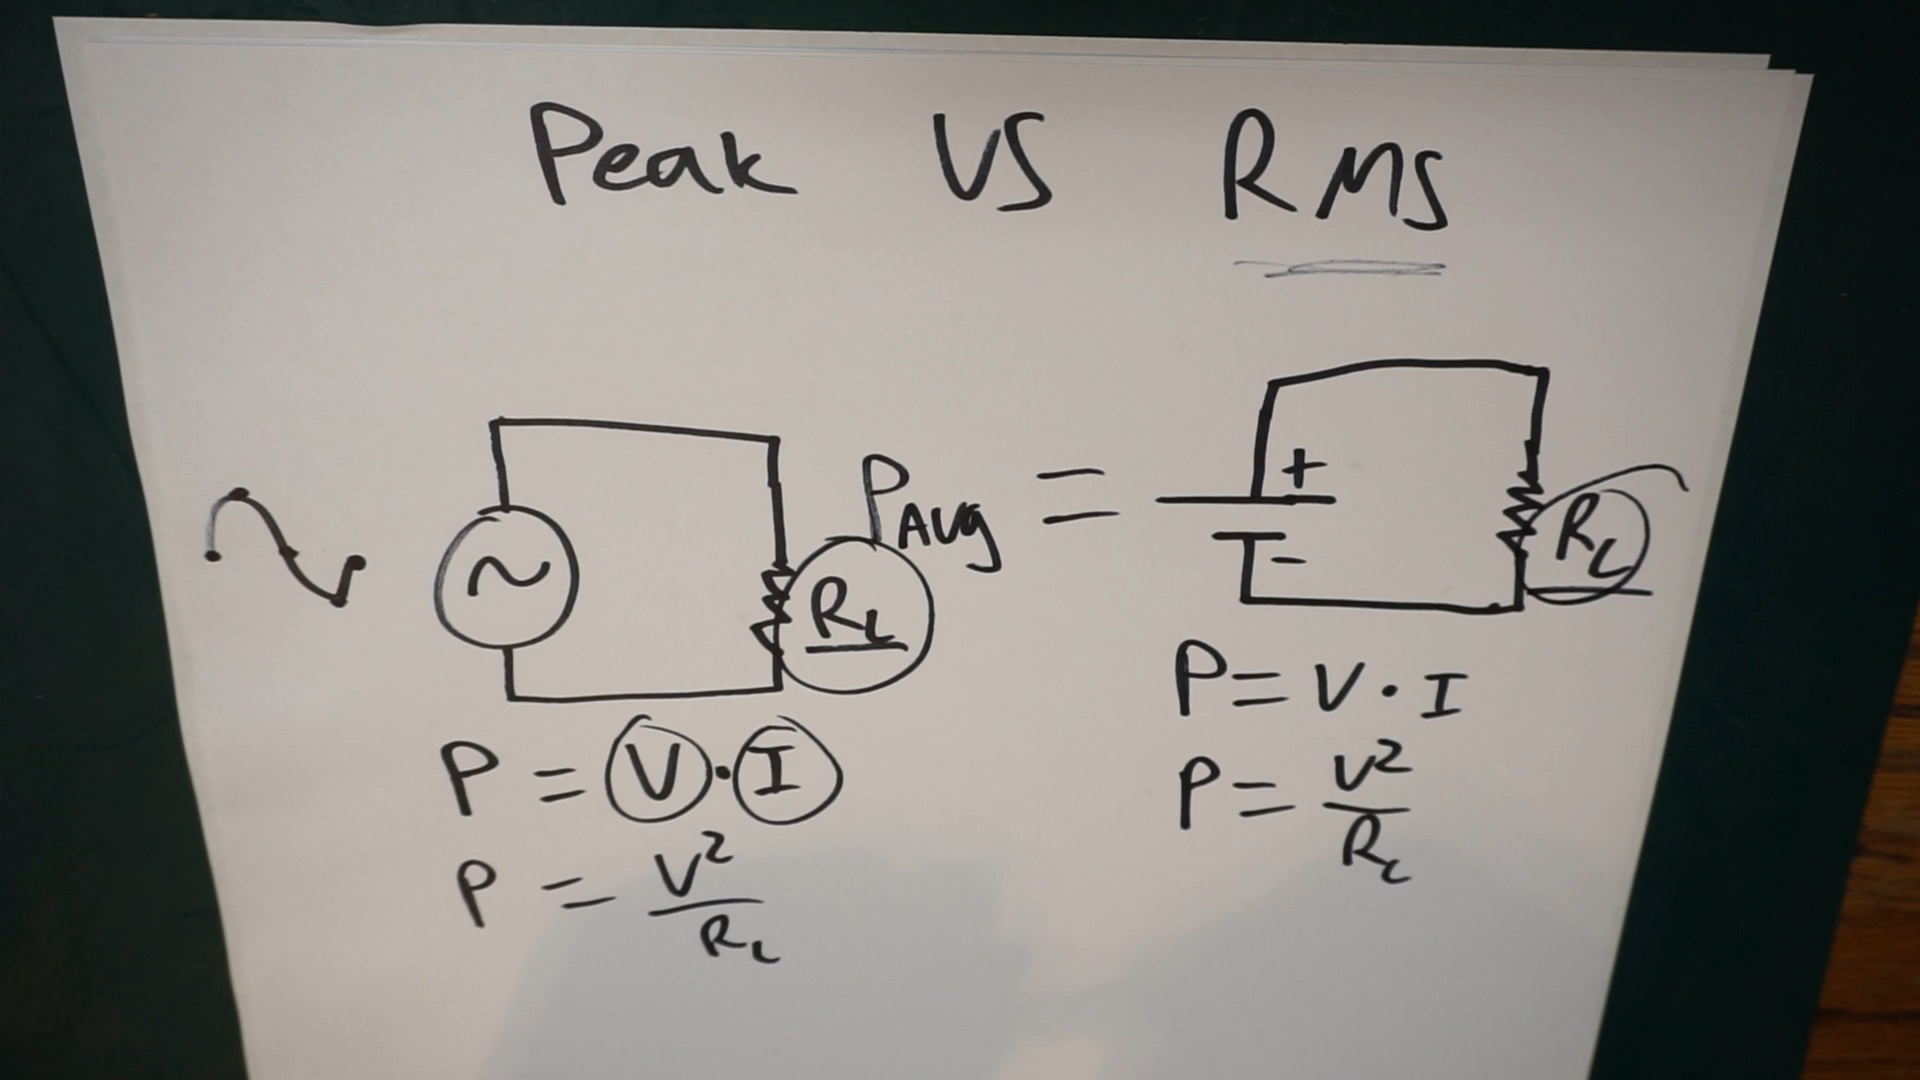 Peak VS RMS
~ R_L P_AVG = + - R_L
P = V · I
P = V²/R_L
P = V · I
P = V²/R_L